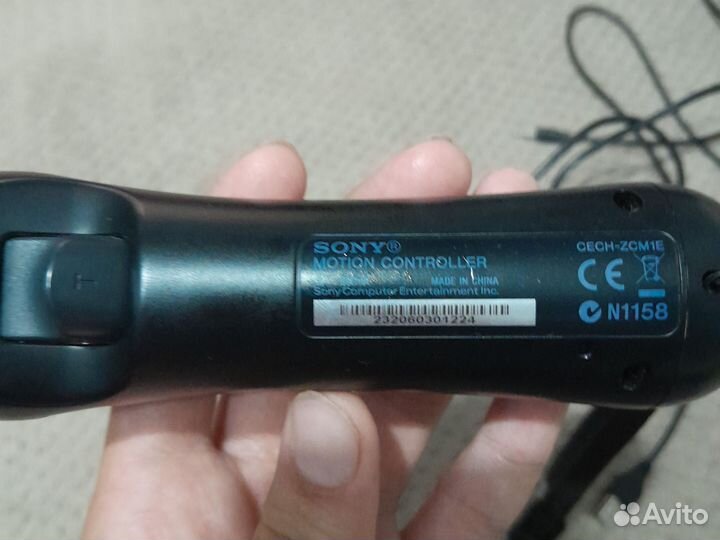 T
SONY®
MOTION CONTROLLER
MADE IN CHINA
Sony Computer Entertainment Inc.
232060301224
CECH-ZCM1E
CE
N1158
Avito